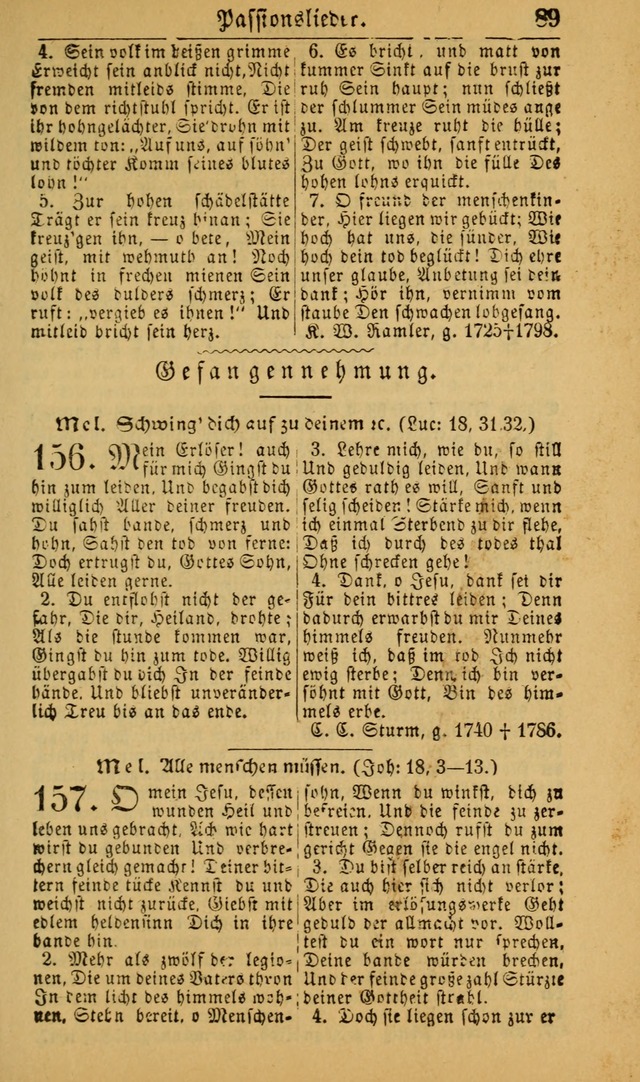 Passionslieder.
89
4. Sein volk im heißen grimme
Erweicht sein anblick nicht, Nicht
fremden mitleids stimme, Die
von dem richtstuhl spricht. Er ist
ihr hohngelächter, Sie drohn mit
wildem ton: „Auf uns, auf söhn'
und töchter Komm seines blutes
lohn!"
5. Zur hohen schädelstätte
Trägt er sein kreuz hinan; Sie
kreuz'gen ihn, — o bete, Mein
geist, mit wehmuth an! Noch
höhnt in frechen mienen Sein
volk des dulders schmerz; Er
ruft: „vergieb es ihnen!" Und
mitleid bricht sein herz.
6. Es bricht, und matt von
kummer Sinkt auf die brust zur
ruh Sein haupt; nun schließt
der schlummer Sein müdes auge
zu. Am kreuze ruht die hülle;
Der geist schwebt, sanft entrückt,
Zu Gott, wo ihn die fülle Des
hohen lohns erquickt.
7. O freund der menschenkin-
der, Hier liegen wir gebückt; Wie
hoch hat uns, die sünder, Wie
hoch dein tod beglückt! Dich ehre
unser glaube, Anbetung sei dein
dank; Hör ihn, vernimm vom
staube Den schwachen lobgesang.
K. W. Ramler, g. 1725†1798.
Gefangennehmung.
Mel. Schwing' dich auf zu deinem ꝛc. (Luc: 18, 31.32.)
156. Mein Erlöser! auch
für mich Gingst du
hin zum leiden, Und begabst dich
williglich Aller deiner freuden.
Du sahst bande, schmerz und
hohn, Sahst den tod von ferne:
Doch ertrugst du, Gottes Sohn,
Alle leiden gerne.
2. Du entflohst nicht der ge-
fahr, Die dir, Heiland, drohte;
Als die stunde kommen war,
Gingst du hin zum tode. Willig
übergabst du dich In der feinde
hände. Und bliebst unveränder-
lich Treu bis an das ende.
3. Lehre mich, wie du, so still
Und geduldig leiden, Und wann
Gottes rath es will, Sanft und
selig scheiden! Stärke mich, wenn
ich einmal Sterbend zu dir flehe,
Daß ich durch des todes thal
Ohne schrecken gehe!
4. Dank, o Jesu, dank sei dir
Für dein bittres leiden; Denn
dadurch erwarbst du mir Deines
himmels freuden. Nunmehr
weiß ich, daß im tod Ich nicht
ewig sterbe; Denn ich bin ver-
söhnt mit Gott, Bin des him-
mels erbe.
C. C. Sturm, g. 1740 † 1786.
Mel. Alle menschen müssen. (Joh: 18, 3—13.)
157. O mein Jesu, dessen
wunden Heil und
leben uns gebracht, Ach wie hart
wirst du gebunden Und verbre-
chern gleich gemacht! Deiner bit-
tern feinde tücke Kennst du und
weichst nicht zurücke, Giebst mit
edlem heldensinn Dich in ihre
bande hin.
2. Mehr als zwölf der legio-
nen, Die um deines Vaters thron
In dem licht des himmels woh-
nen, Stehn bereit, o Menschen-
sohn, Wenn du winkst, dich zu
befreien. Und die feinde zu zer-
streuen; Dennoch rufst du zum
gericht Gegen sie die engel nicht.
3. Du bist selber reich an stärke,
Die auch hier sich nicht verlor;
Aber im erlösungswerke Geht
geduld der allmacht vor. Woll-
test du ein wort nur sprechen,
Deine bande würden brechen,
Und der feinde große zahl Stürzte
deiner Gottheit strahl.
4. Doch sie liegen schon zur er